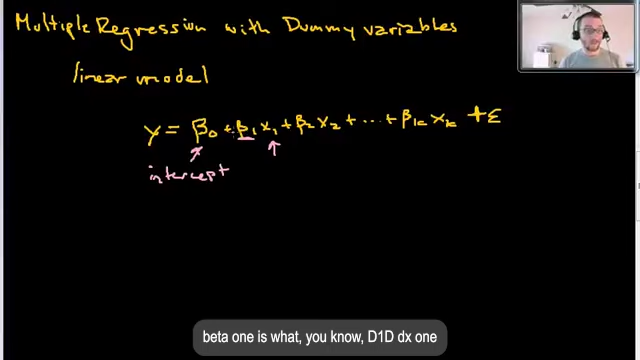 Multiple Regression with Dummy variables
linear model
y = β₀ + β₁x₁ + β₂x₂ + ... + βₖxₖ + ε
intercept
beta one is what, you know, D1D dx one